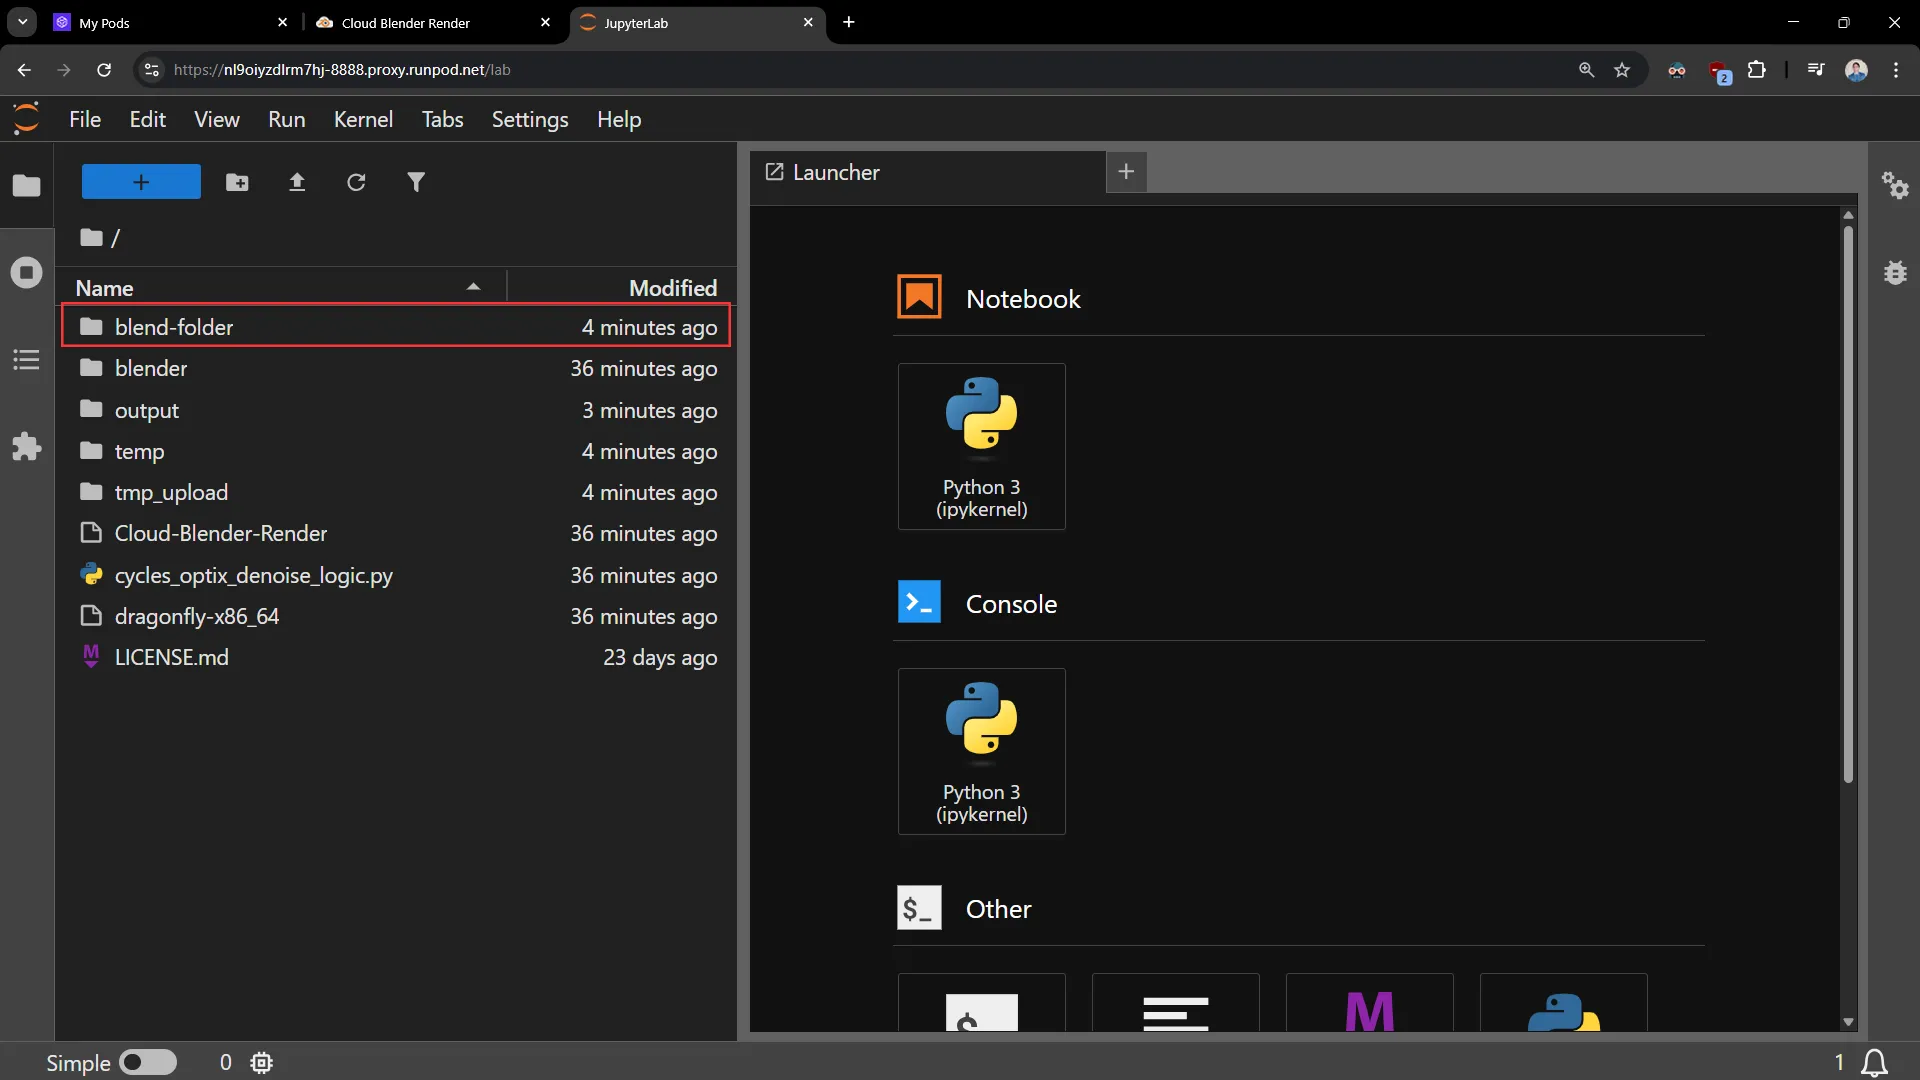 My Pods
Cloud Blender Render
JupyterLab
https://nl9oiyzdlrm7hj-8888.proxy.runpod.net/lab
2
File Edit View Run Kernel Tabs Settings Help
+
/
Name Modified
blend-folder 4 minutes ago
blender 36 minutes ago
output 3 minutes ago
temp 4 minutes ago
tmp_upload 4 minutes ago
Cloud-Blender-Render 36 minutes ago
cycles_optix_denoise_logic.py 36 minutes ago
dragonfly-x86_64 36 minutes ago
M LICENSE.md 23 days ago
Launcher
Notebook
Python 3
(ipykernel)
>_ Console
Python 3
(ipykernel)
$_ Other
$
M
Simple 0
1